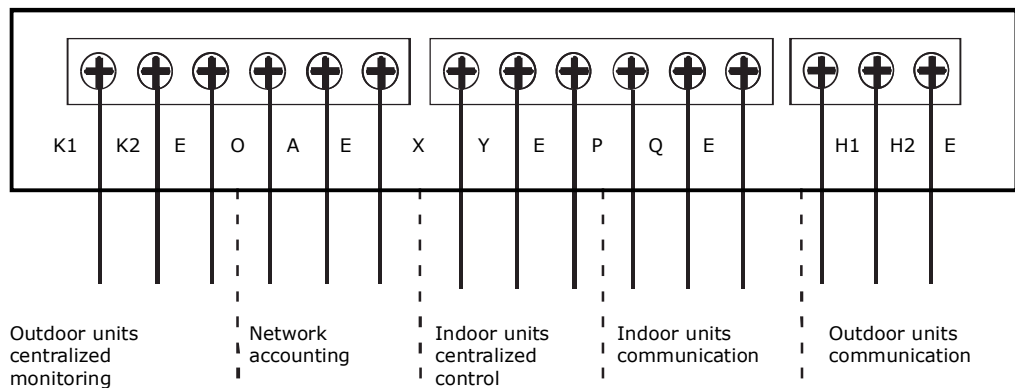 K1 K2 E O A E X Y E P Q E H1 H2 E
Outdoor units
centralized
monitoring
Network
accounting
Indoor units
centralized
control
Indoor units
communication
Outdoor units
communication